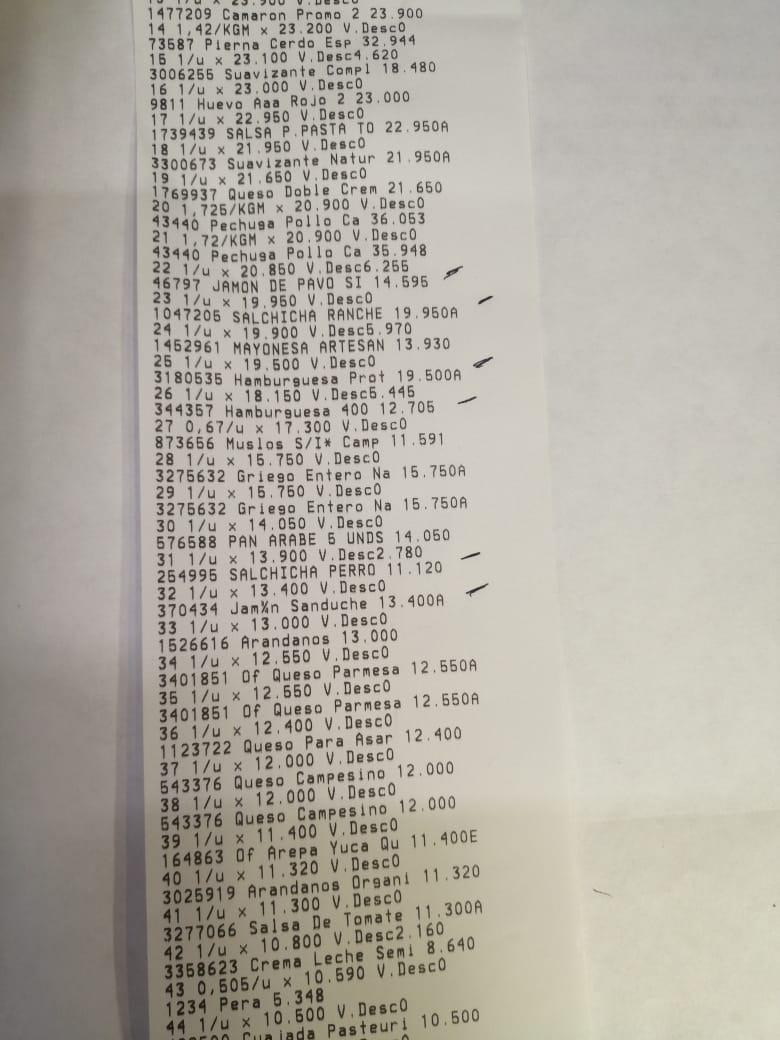 1477209 Camaron Promo 2 23.900
14 1,42/KGM x 23.200 V.Desc0
73587 Pierna Cerdo Esp 32.944
15 1/u x 23.100 V.Desc4.620
3006255 Suavizante Compl 18.480
16 1/u x 23.000 V.Desc0
9811 Huevo Aaa Rojo 2 23.000
17 1/u x 22.950 V.Desc0
1739439 SALSA P.PASTA TO 22.950A
18 1/u x 21.950 V.Desc0
3300673 Suavizante Natur 21.950A
19 1/u x 21.650 V.Desc0
1769937 Queso Doble Crem 21.650
20 1,725/KGM x 20.900 V.Desc0
43440 Pechuga Pollo Ca 36.053
21 1,72/KGM x 20.900 V.Desc0
43440 Pechuga Pollo Ca 35.948
22 1/u x 20.850 V.Desc6.255
46797 JAMON DE PAVO SI 14.595
23 1/u x 19.950 V.Desc0
1047205 SALCHICHA RANCHE 19.950A
24 1/u x 19.900 V.Desc5.970
1452961 MAYONESA ARTESAN 13.930
25 1/u x 19.500 V.Desc0
3180535 Hamburguesa Prot 19.500A
26 1/u x 18.150 V.Desc5.445
344357 Hamburguesa 400 12.705
27 0,67/u x 17.300 V.Desc0
873656 Muslos S/I* Camp 11.591
28 1/u x 15.750 V.Desc0
3275632 Griego Entero Na 15.750A
29 1/u x 15.750 V.Desc0
3275632 Griego Entero Na 15.750A
30 1/u x 14.050 V.Desc0
576588 PAN ARABE 5 UNDS 14.050
31 1/u x 13.900 V.Desc2.780
254995 SALCHICHA PERRO 11.120
32 1/u x 13.400 V.Desc0
370434 Jam%n Sanduche 13.400A
33 1/u x 13.000 V.Desc0
1526616 Arandanos 13.000
34 1/u x 12.550 V.Desc0
3401851 Of Queso Parmesa 12.550A
35 1/u x 12.550 V.Desc0
3401851 Of Queso Parmesa 12.550A
36 1/u x 12.400 V.Desc0
1123722 Queso Para Asar 12.400
37 1/u x 12.000 V.Desc0
543376 Queso Campesino 12.000
38 1/u x 12.000 V.Desc0
543376 Queso Campesino 12.000
39 1/u x 11.400 V.Desc0
164863 Of Arepa Yuca Qu 11.400E
40 1/u x 11.320 V.Desc0
3025919 Arandanos Organi 11.320
41 1/u x 11.300 V.Desc0
3277066 Salsa De Tomate 11.300A
42 1/u x 10.800 V.Desc2.160
3358623 Crema Leche Semi 8.640
43 0,505/u x 10.590 V.Desc0
1234 Pera 5.348
44 1/u x 10.500 V.Desc0
Cuajada Pasteuri 10.500